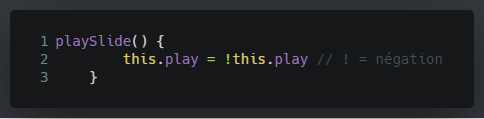 1 playSlide() {
2         this.play = !this.play // ! = négation
3     }